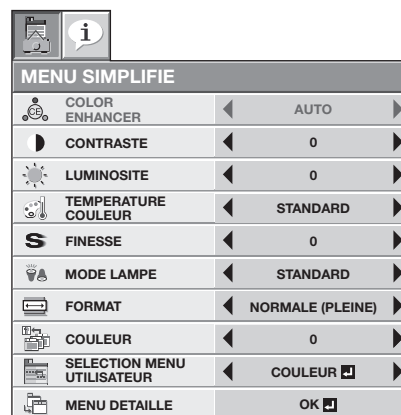 i
MENU SIMPLIFIE
CE
COLOR
ENHANCER
AUTO
CONTRASTE
0
LUMINOSITE
0
TEMPERATURE
COULEUR
STANDARD
S
FINESSE
0
MODE LAMPE
STANDARD
FORMAT
NORMALE (PLEINE)
COULEUR
0
SELECTION MENU
UTILISATEUR
COULEUR
MENU DETAILLE
OK